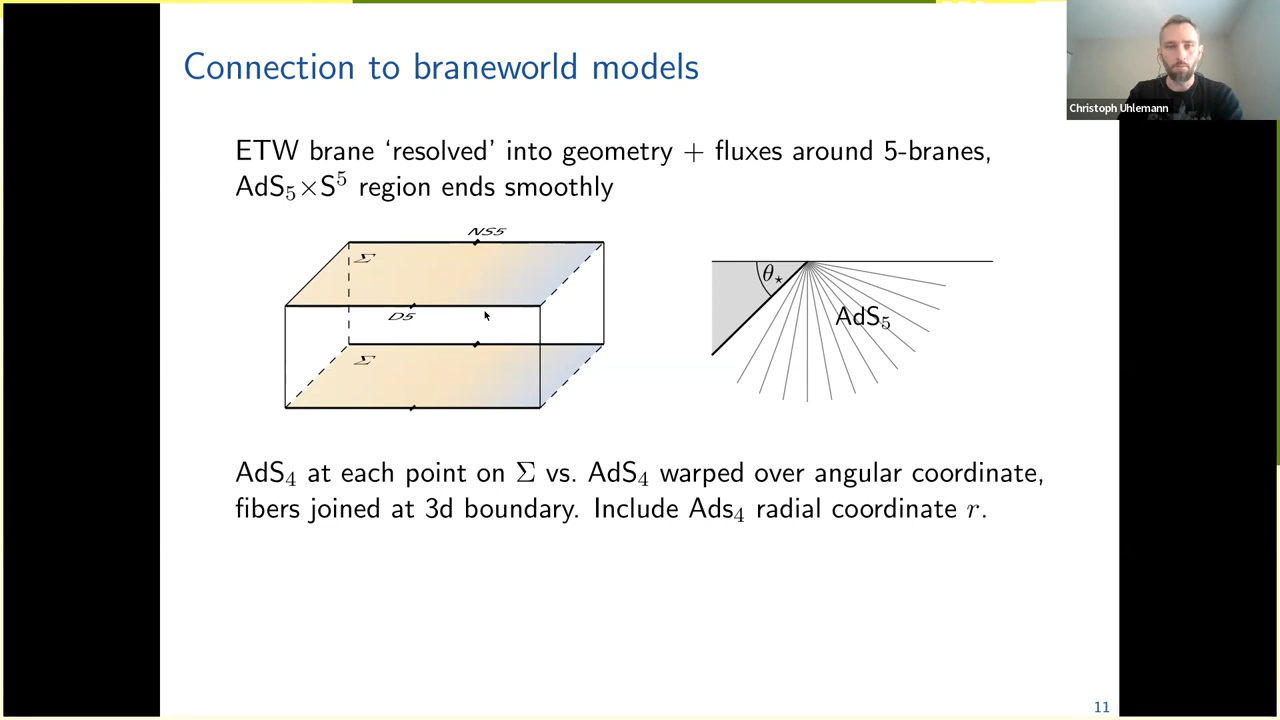 Connection to braneworld models
Christoph Uhlemann
ETW brane ‘resolved’ into geometry + fluxes around 5-branes,
AdS₅×S⁵ region ends smoothly
NS5
Σ
D5
Σ
θ⋆
AdS₅
AdS₄ at each point on Σ vs. AdS₄ warped over angular coordinate,
fibers joined at 3d boundary. Include Ads₄ radial coordinate r.
11